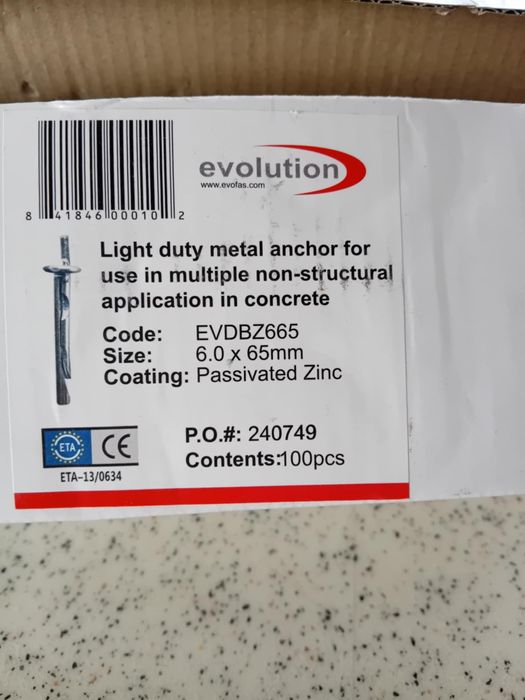 evolution
www.evofas.com
8 41846 00010 2
Light duty metal anchor for
use in multiple non-structural
application in concrete
Code: EVDBZ665
Size: 6.0 x 65mm
Coating: Passivated Zinc
ETA CE
ETA-13/0634
P.O.#: 240749
Contents:100pcs